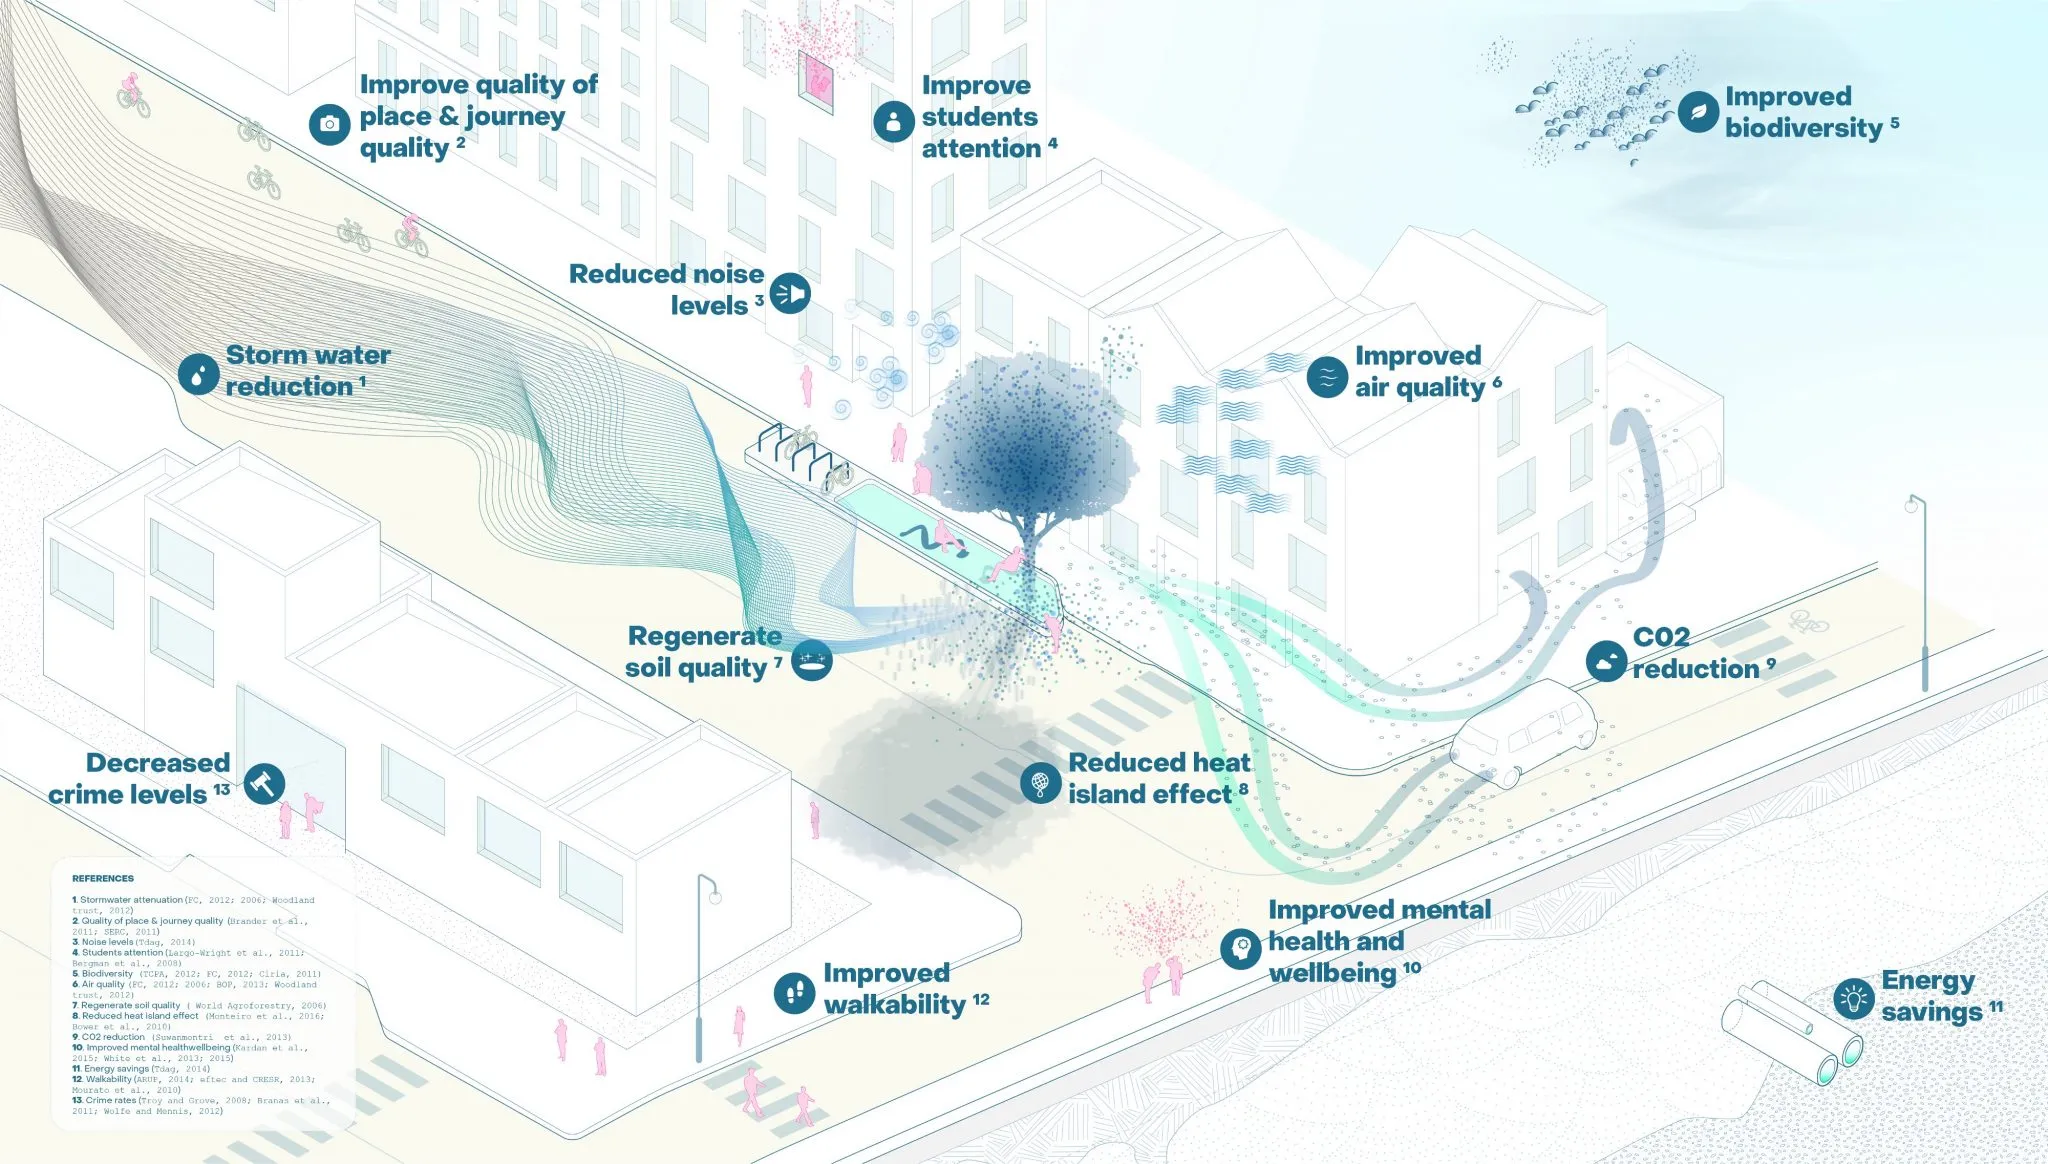 Improve quality of
place & journey
quality 2
Improve
students
attention 4
Improved
biodiversity 5
Reduced noise
levels 3
Storm water
reduction 1
Improved
air quality 6
Regenerate
soil quality 7
C02
reduction 9
Decreased
crime levels 13
Reduced heat
island effect 8
Improved mental
health and
wellbeing 10
Improved
walkability 12
Energy
savings 11
REFERENCES
1. Stormwater attenuation (FC, 2012; 2006; Woodland
trust, 2012)
2. Quality of place & journey quality (Brander et al.,
2011; SERC, 2011)
3. Noise levels (Tdag, 2014)
4. Students attention (Largo-Wright et al., 2011;
Bergman et al., 2008)
5. Biodiversity (TCPA, 2012; FC, 2012; Ciria, 2011)
6. Air quality (FC, 2012; 2006; BOP, 2013; Woodland
trust, 2012)
7. Regenerate soil quality ( World Agroforestry, 2006)
8. Reduced heat island effect (Monteiro et al., 2016;
Bower et al., 2010)
9. C02 reduction (Suwanmontri et al., 2013)
10. Improved mental healthwellbeing (Kardan et al.,
2015; White et al., 2013; 2015)
11. Energy savings (Tdag, 2014)
12. Walkability (ARUP, 2014; eftec and CRESR, 2013;
Mourato et al., 2010)
13. Crime rates (Troy and Grove, 2008; Branas et al.,
2011; Wolfe and Mennis, 2012)